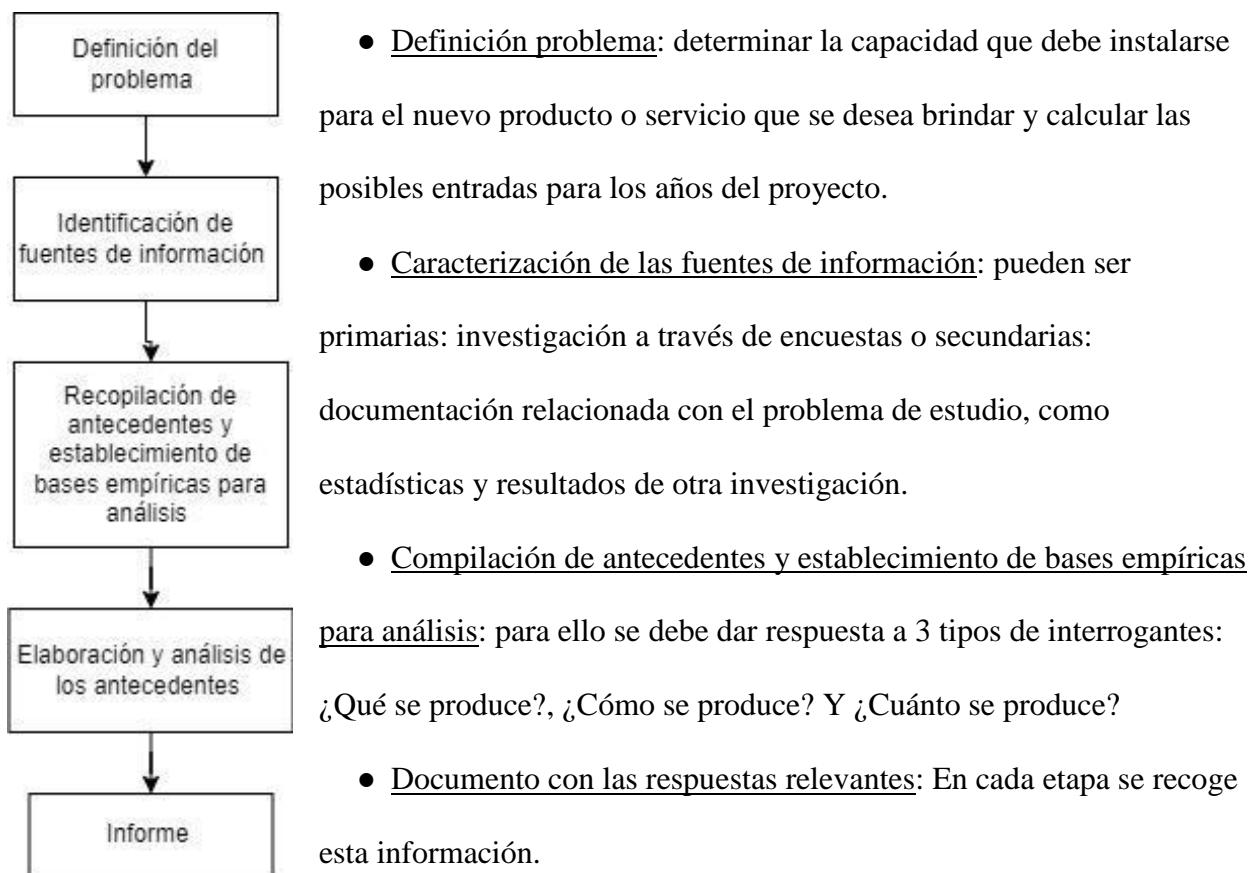 Definición del
problema
Identificación de
fuentes de información
Recopilación de
antecedentes y
establecimiento de
bases empíricas para
análisis
Elaboración y análisis de
los antecedentes
Informe
● Definición problema: determinar la capacidad que debe instalarse
para el nuevo producto o servicio que se desea brindar y calcular las
posibles entradas para los años del proyecto.
● Caracterización de las fuentes de información: pueden ser
primarias: investigación a través de encuestas o secundarias:
documentación relacionada con el problema de estudio, como
estadísticas y resultados de otra investigación.
● Compilación de antecedentes y establecimiento de bases empíricas
para análisis: para ello se debe dar respuesta a 3 tipos de interrogantes:
¿Qué se produce?, ¿Cómo se produce? Y ¿Cuánto se produce?
● Documento con las respuestas relevantes: En cada etapa se recoge
esta información.